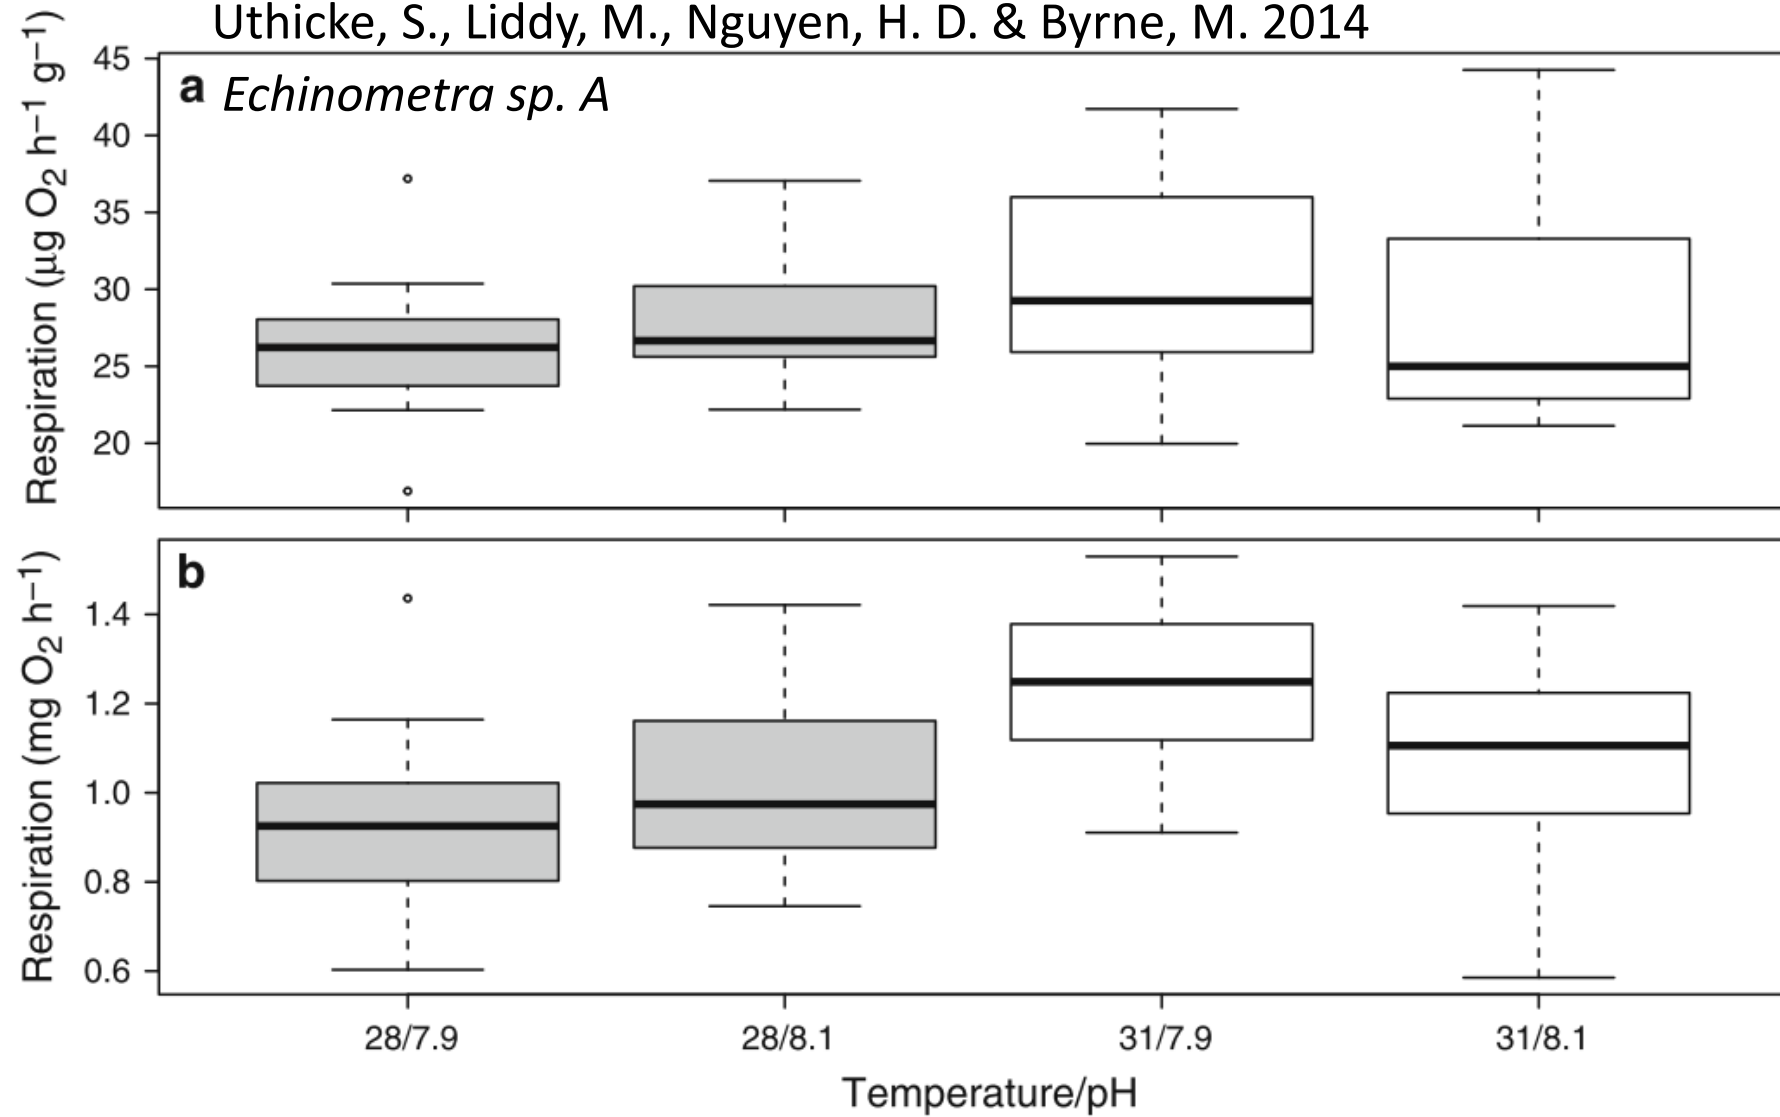 Uthicke, S., Liddy, M., Nguyen, H. D. & Byrne, M. 2014
a Echinometra sp. A
Respiration (µg O₂ h⁻¹ g⁻¹)
45
40
35
30
25
20
b
Respiration (mg O₂ h⁻¹)
1.4
1.2
1.0
0.8
0.6
28/7.9 28/8.1 31/7.9 31/8.1
Temperature/pH